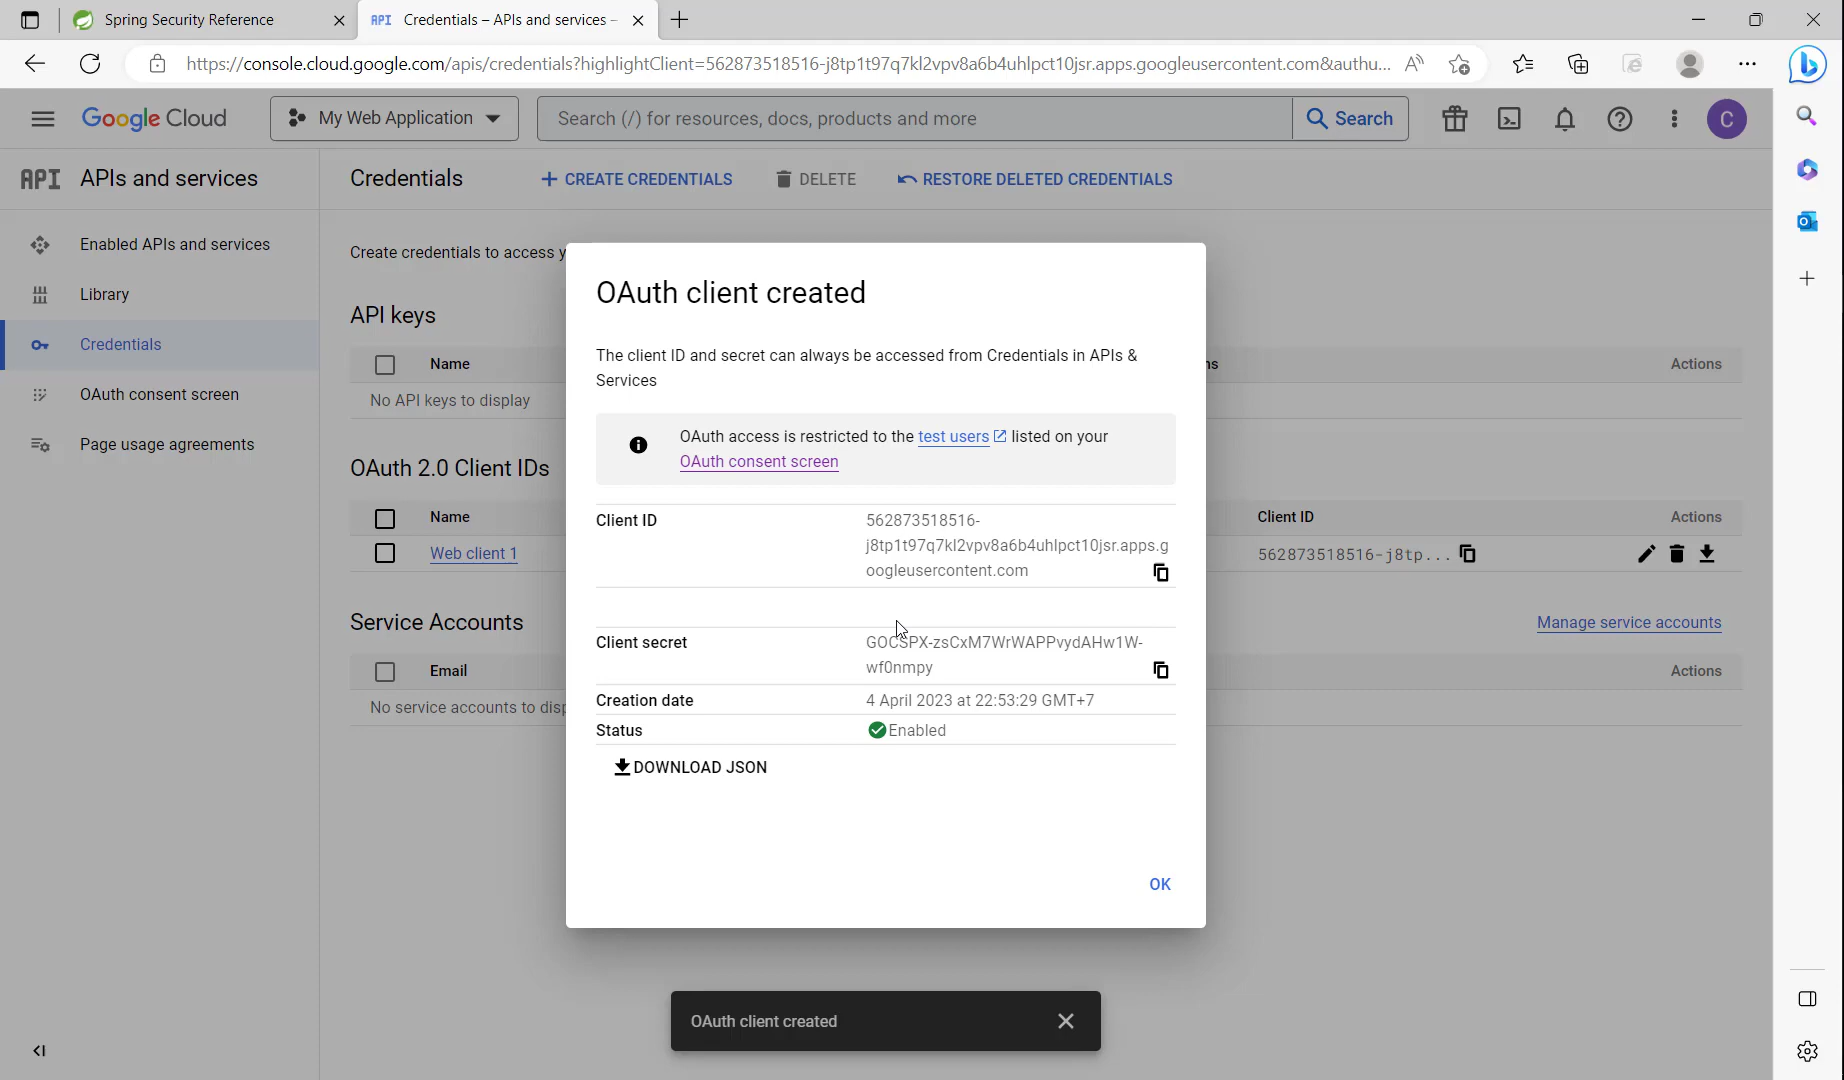 Spring Security Reference
API Credentials – APIs and services –
https://console.cloud.google.com/apis/credentials?highlightClient=562873518516-j8tp1t97q7kl2vpv8a6b4uhlpct10jsr.apps.googleusercontent.com&authu...
Google Cloud
My Web Application
Search (/) for resources, docs, products and more
Search
C
API APIs and services
Credentials
CREATE CREDENTIALS
DELETE
RESTORE DELETED CREDENTIALS
Enabled APIs and services
Library
Credentials
OAuth consent screen
Page usage agreements
Create credentials to access y
API keys
Name
ns
Actions
No API keys to display
OAuth 2.0 Client IDs
Name
Client ID
Actions
Web client 1
562873518516-j8tp...
Service Accounts
Manage service accounts
Email
Actions
No service accounts to disp
OAuth client created
The client ID and secret can always be accessed from Credentials in APIs &
Services
OAuth access is restricted to the test users listed on your
OAuth consent screen
Client ID
562873518516-
j8tp1t97q7kl2vpv8a6b4uhlpct10jsr.apps.g
oogleusercontent.com
Client secret
GOCSPX-zsCxM7WrWAPPvydAHw1W-
wf0nmpy
Creation date
4 April 2023 at 22:53:29 GMT+7
Status
Enabled
DOWNLOAD JSON
OK
OAuth client created